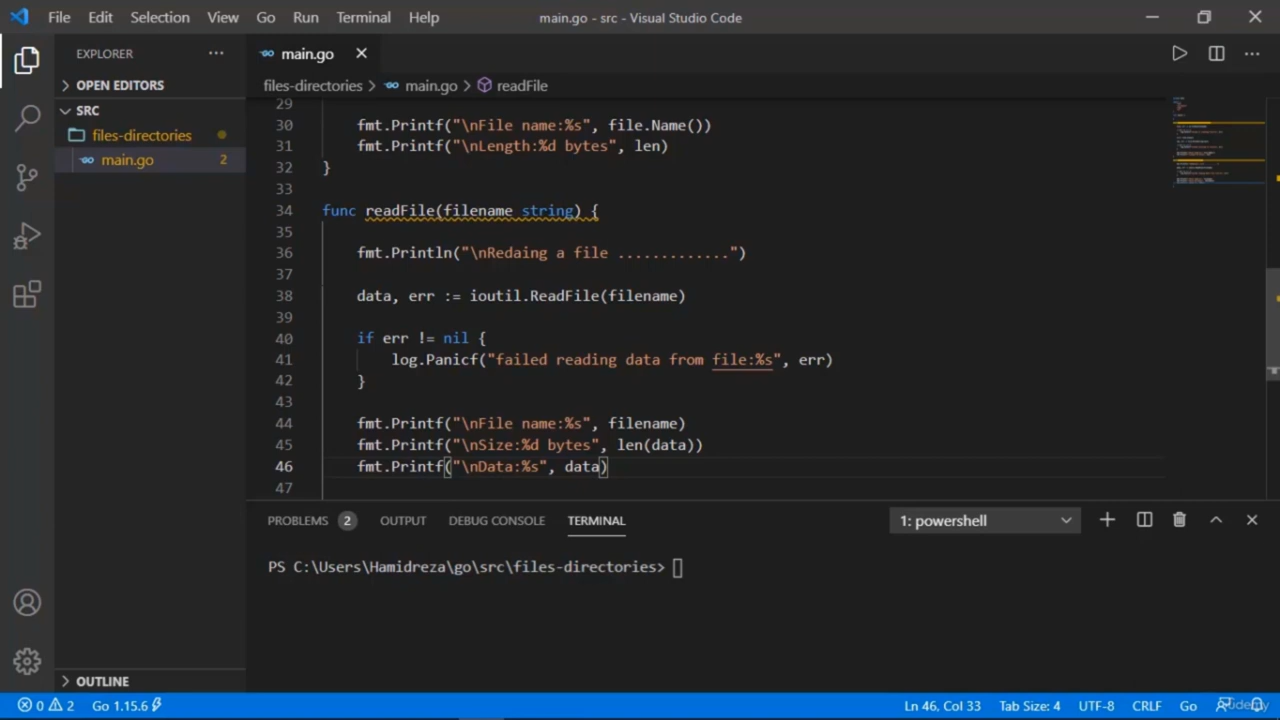 File Edit Selection View Go Run Terminal Help main.go - src - Visual Studio Code
EXPLORER
main.go
OPEN EDITORS
files-directories > main.go > readFile
SRC
files-directories
main.go 2
29
30 fmt.Printf("\nFile name:%s", file.Name())
31 fmt.Printf("\nLength:%d bytes", len)
32 }
33
34 func readFile(filename string) {
35
36 fmt.Println("\nRedaing a file .............")
37
38 data, err := ioutil.ReadFile(filename)
39
40 if err != nil {
41 log.Panicf("failed reading data from file:%s", err)
42 }
43
44 fmt.Printf("\nFile name:%s", filename)
45 fmt.Printf("\nSize:%d bytes", len(data))
46 fmt.Printf("\nData:%s", data)
47
PROBLEMS 2 OUTPUT DEBUG CONSOLE TERMINAL 1: powershell
PS C:\Users\Hamidreza\go\src\files-directories>
OUTLINE
0 2 Go 1.15.6 Ln 46, Col 33 Tab Size: 4 UTF-8 CRLF Go